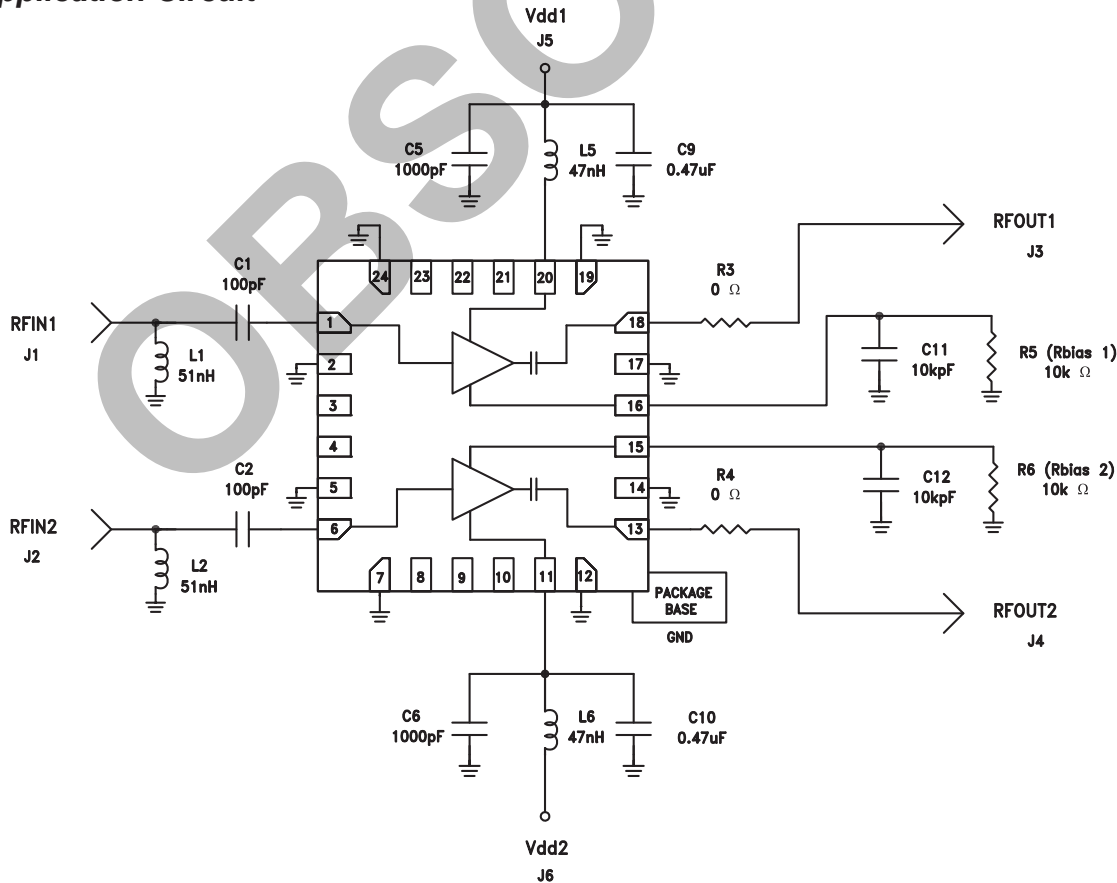 Application Circuit
Vdd1
J5
C5
1000pF
L5
47nH
C9
0.47uF
RFOUT1
J3
C1
100pF
R3
0 Ω
24
23
22
21
20
19
RFIN1
J1
L1
51nH
1
2
3
4
5
6
18
17
16
15
14
13
C11
10kpF
R5 (Rbias 1)
10k Ω
C2
100pF
R4
0 Ω
C12
10kpF
R6 (Rbias 2)
10k Ω
RFIN2
J2
L2
51nH
7
8
9
10
11
12
PACKAGE
BASE
GND
RFOUT2
J4
C6
1000pF
L6
47nH
C10
0.47uF
Vdd2
J6